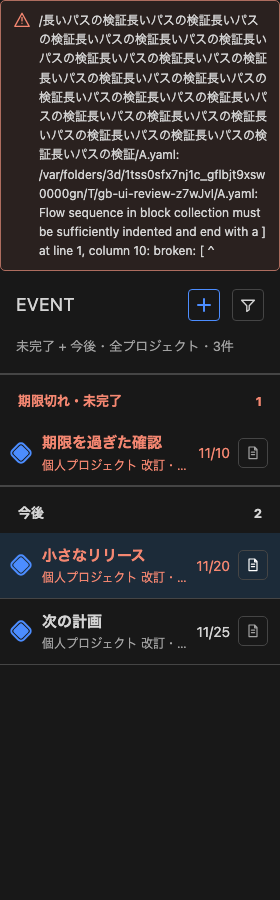 /長いパスの検証長いパスの検証長いパス
の検証長いパスの検証長いパスの検証長い
パスの検証長いパスの検証長いパスの検証
長いパスの検証長いパスの検証長いパスの
検証長いパスの検証長いパスの検証長いパ
スの検証長いパスの検証長いパスの検証長
いパスの検証長いパスの検証長いパスの検
証長いパスの検証/A.yaml:
/var/folders/3d/1tss0sfx7nj1c_gflbjt9xsw
0000gn/T/gb-ui-review-z7wJvl/A.yaml:
Flow sequence in block collection must
be sufficiently indented and end with a ]
at line 1, column 10: broken: [ ^
EVENT
未完了 + 今後・全プロジェクト・3件
期限切れ・未完了 1
期限を過ぎた確認
個人プロジェクト 改訂・... 11/10
今後 2
小さなリリース
個人プロジェクト 改訂・... 11/20
次の計画
個人プロジェクト 改訂・... 11/25